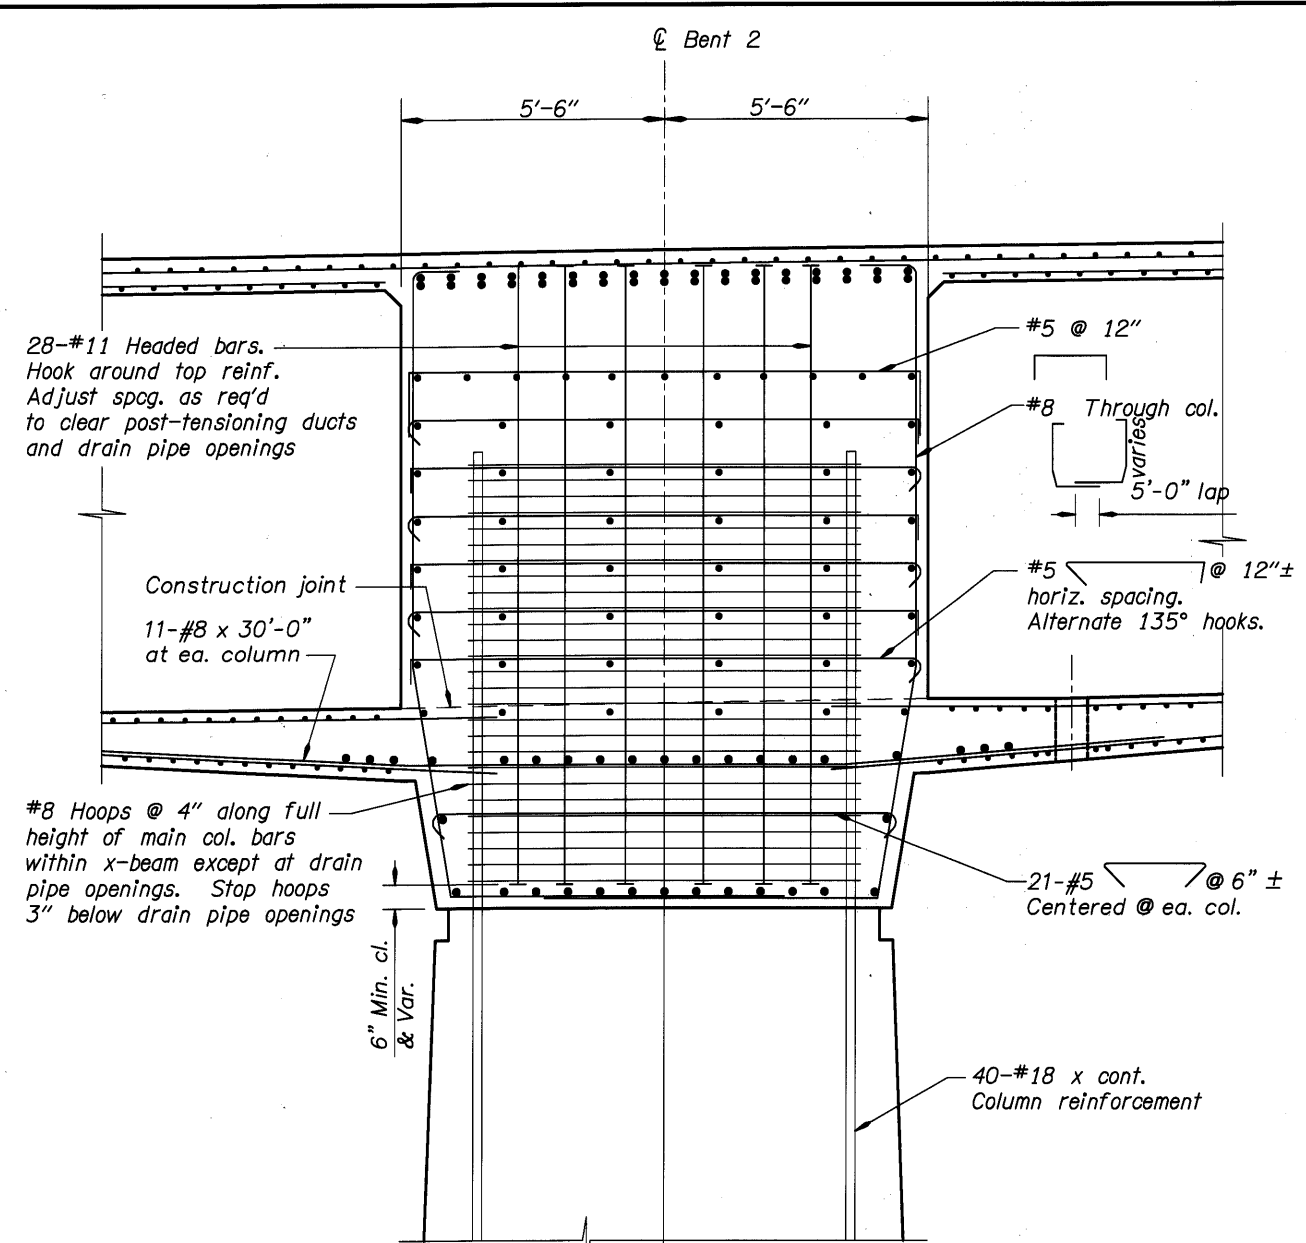 ℄ Bent 2
5'-6"
5'-6"
28-#11 Headed bars.
Hook around top reinf.
Adjust spcg. as req'd
to clear post-tensioning ducts
and drain pipe openings
#5 @ 12"
#8 Through col.
varies
5'-0" lap
#5 @ 12"±
horiz. spacing.
Alternate 135° hooks.
Construction joint
11-#8 x 30'-0"
at ea. column
#8 Hoops @ 4" along full
height of main col. bars
within x-beam except at drain
pipe openings. Stop hoops
3" below drain pipe openings
21-#5 @ 6" ±
Centered @ ea. col.
6" Min. cl.
& Var.
40-#18 x cont.
Column reinforcement